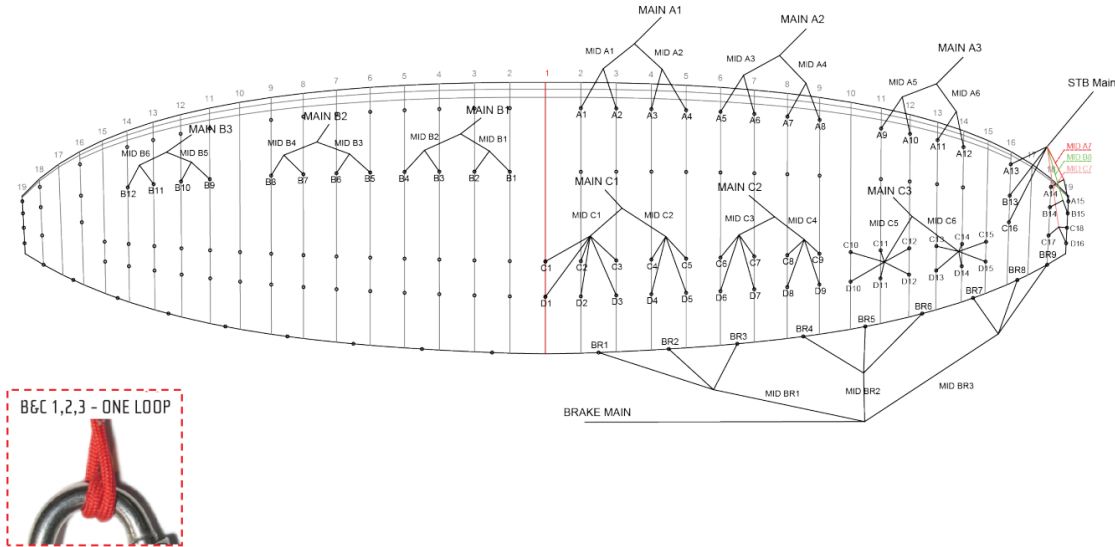 MAIN A1
MAIN A2
MAIN A3
STB Main
MID A1
MID A2
MID A3
MID A4
MID A5
MID A6
19 18 17 16 15 14 13 12 11 10 9 8 7 6 5 4 3 2 1 2 3 4 5 6 7 8 9 10 11 12 13 14 15 16 18 19
A1 A2 A3 A4 A5 A6 A7 A8 A9 A10 A11 A12 A13 A14 A15
MID A7
MID B8
MID C7
MAIN B3
MAIN B2
MAIN B1
MID B6 MID B5 MID B4 MID B3 MID B2 MID B1
B12 B11 B10 B9 B8 B7 B6 B5 B4 B3 B2 B1
B13 B14 B15
MAIN C1
MAIN C2
MAIN C3
MID C1 MID C2 MID C3 MID C4 MID C5 MID C6
C1 C2 C3 C4 C5 C6 C7 C8 C9 C10 C11 C12 C13 C14 C15 C16 C17 C18
D1 D2 D3 D4 D5 D6 D7 D8 D9 D10 D11 D12 D13 D14 D15 D16
BR1 BR2 BR3 BR4 BR5 BR6 BR7 BR8 BR9
MID BR1
MID BR2
MID BR3
BRAKE MAIN
B&C 1,2,3 - ONE LOOP